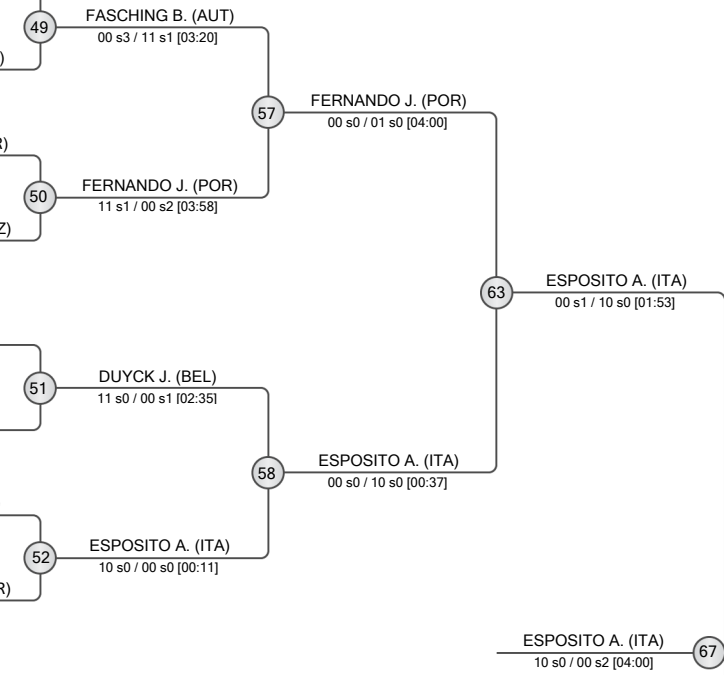 FASCHING B. (AUT)
49
00 s3 / 11 s1 [03:20]
)
FERNANDO J. (POR)
57
00 s0 / 01 s0 [04:00]
R)
FERNANDO J. (POR)
50
11 s1 / 00 s2 [03:58]
Z)
ESPOSITO A. (ITA)
63
00 s1 / 10 s0 [01:53]
DUYCK J. (BEL)
51
11 s0 / 00 s1 [02:35]
ESPOSITO A. (ITA)
58
00 s0 / 10 s0 [00:37]
ESPOSITO A. (ITA)
52
10 s0 / 00 s0 [00:11]
R)
ESPOSITO A. (ITA)
67
10 s0 / 00 s2 [04:00]